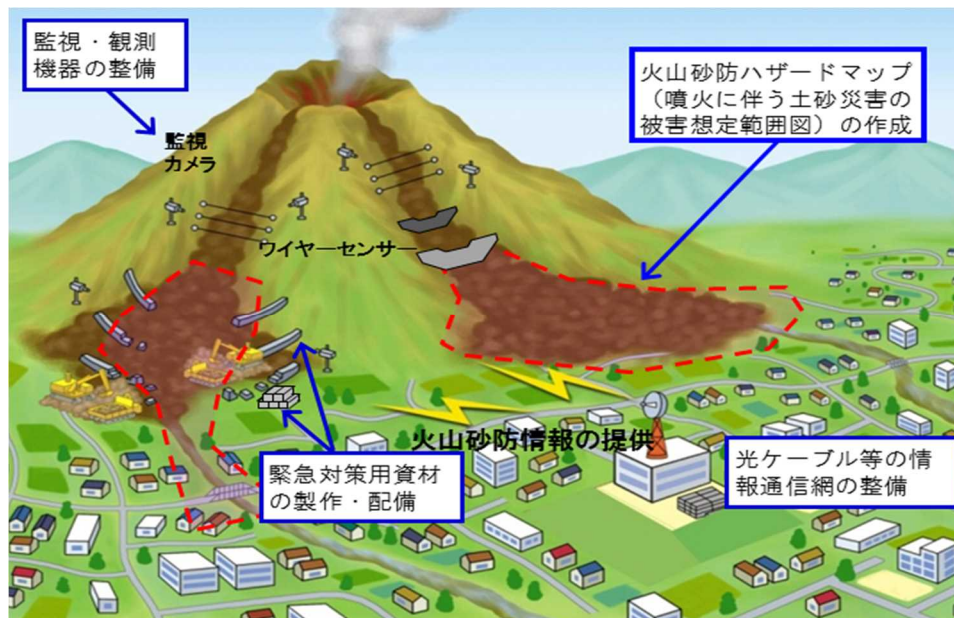 監視・観測
機器の整備
火山砂防ハザードマップ
（噴火に伴う土砂災害の
被害想定範囲図）の作成
監視
カメラ
ワイヤーセンサー
火山砂防情報の提供
緊急対策用資材
の製作・配備
光ケーブル等の情
報通信網の整備